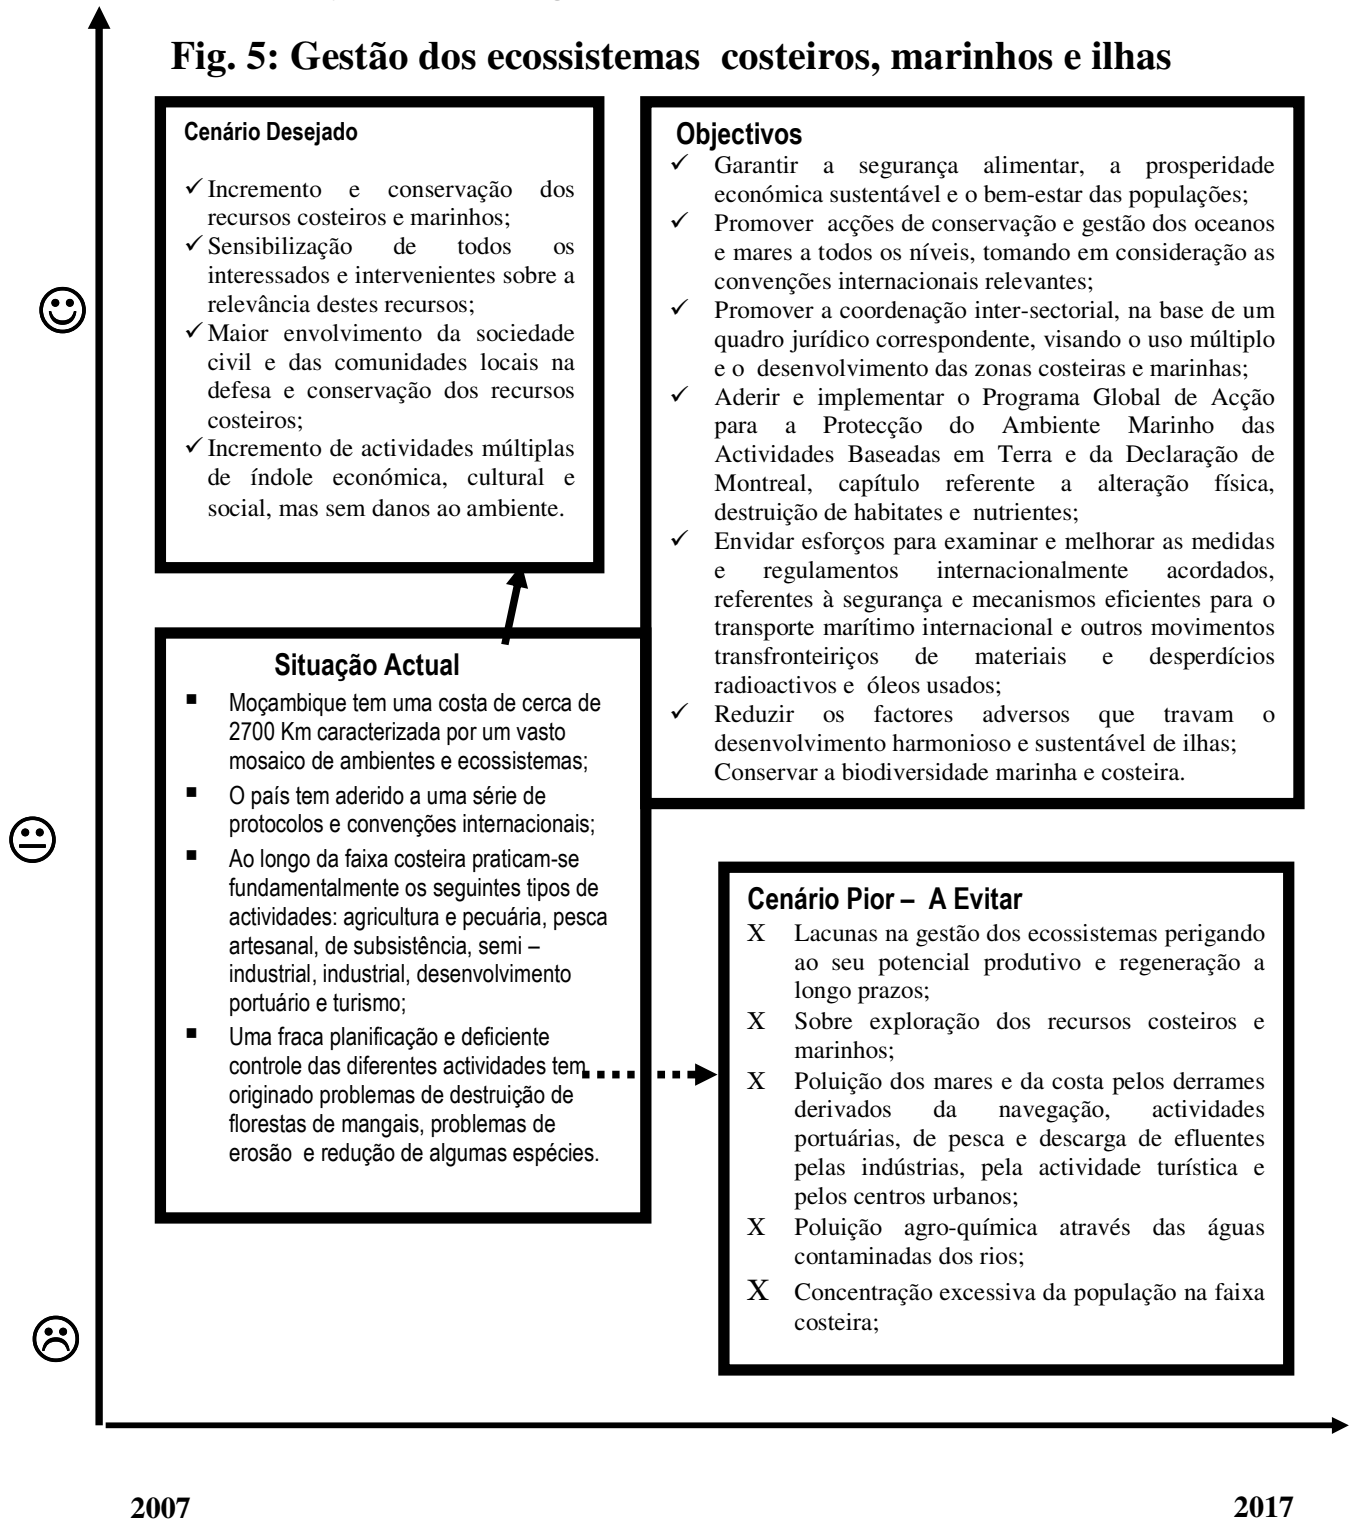 Fig. 5: Gestão dos ecossistemas costeiros, marinhos e ilhas
Cenário Desejado
✓ Incremento e conservação dos
recursos costeiros e marinhos;
✓ Sensibilização de todos os
interessados e intervenientes sobre a
relevância destes recursos;
✓ Maior envolvimento da sociedade
civil e das comunidades locais na
defesa e conservação dos recursos
costeiros;
✓ Incremento de actividades múltiplas
de índole económica, cultural e
social, mas sem danos ao ambiente.
Objectivos
✓ Garantir a segurança alimentar, a prosperidade
económica sustentável e o bem-estar das populações;
✓ Promover acções de conservação e gestão dos oceanos
e mares a todos os níveis, tomando em consideração as
convenções internacionais relevantes;
✓ Promover a coordenação inter-sectorial, na base de um
quadro jurídico correspondente, visando o uso múltiplo
e o desenvolvimento das zonas costeiras e marinhas;
✓ Aderir e implementar o Programa Global de Acção
para a Protecção do Ambiente Marinho das
Actividades Baseadas em Terra e da Declaração de
Montreal, capítulo referente a alteração física,
destruição de habitates e nutrientes;
✓ Envidar esforços para examinar e melhorar as medidas
e regulamentos internacionalmente acordados,
referentes à segurança e mecanismos eficientes para o
transporte marítimo internacional e outros movimentos
transfronteiriços de materiais e desperdícios
radioactivos e óleos usados;
✓ Reduzir os factores adversos que travam o
desenvolvimento harmonioso e sustentável de ilhas;
Conservar a biodiversidade marinha e costeira.
Situação Actual
▪ Moçambique tem uma costa de cerca de
2700 Km caracterizada por um vasto
mosaico de ambientes e ecossistemas;
▪ O país tem aderido a uma série de
protocolos e convenções internacionais;
▪ Ao longo da faixa costeira praticam-se
fundamentalmente os seguintes tipos de
actividades: agricultura e pecuária, pesca
artesanal, de subsistência, semi –
industrial, industrial, desenvolvimento
portuário e turismo;
▪ Uma fraca planificação e deficiente
controle das diferentes actividades tem
originado problemas de destruição de
florestas de mangais, problemas de
erosão e redução de algumas espécies.
Cenário Pior – A Evitar
X Lacunas na gestão dos ecossistemas perigando
ao seu potencial produtivo e regeneração a
longo prazos;
X Sobre exploração dos recursos costeiros e
marinhos;
X Poluição dos mares e da costa pelos derrames
derivados da navegação, actividades
portuárias, de pesca e descarga de efluentes
pelas indústrias, pela actividade turística e
pelos centros urbanos;
X Poluição agro-química através das águas
contaminadas dos rios;
X Concentração excessiva da população na faixa
costeira;
2007
2017